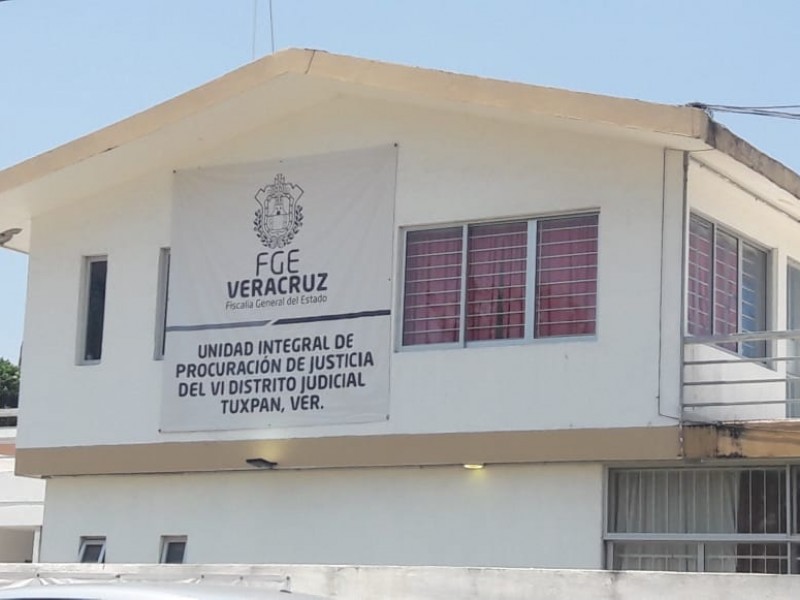 FGE
VERACRUZ
Fiscalía General del Estado
UNIDAD INTEGRAL DE
PROCURACIÓN DE JUSTICIA
DEL VI DISTRITO JUDICIAL
TUXPAN, VER.